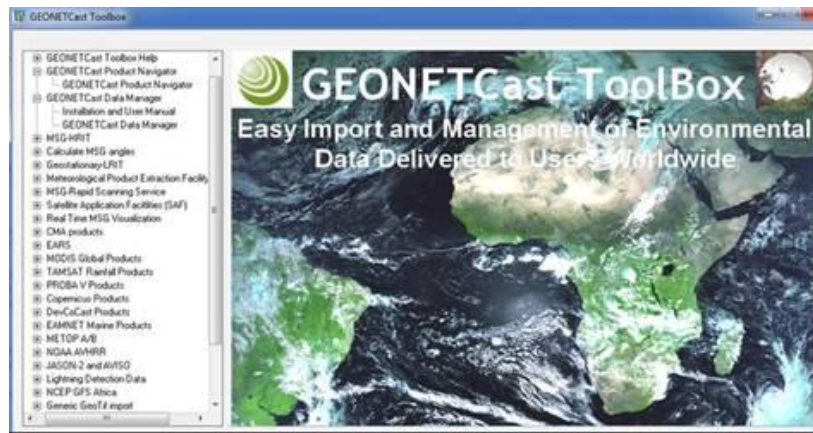 GEONETCast Toolbox
GEONETCast Toolbox Help
GEONETCast Product Navigator
GEONETCast Product Navigator
GEONETCast Data Manager
Installation and User Manual
GEONETCast Data Manager
MSG-HRIT
Calculate MSG angles
Geostationary-LRIT
Meteorological Product Extraction Facility
MSG-Rapid Scanning Service
Satellite Application Facilities (SAF)
Real Time MSG Visualization
CMA products
EARS
MODIS Global Products
TAMSAT Rainfall Products
PROBA V Products
Copernicus Products
DevCoCast Products
EAMNET Marine Products
METOP A/B
NOAA AVHRR
JASON-2 and AVISO
Lightning Detection Data
NCEP GFS Africa
Generic GeoTif import
GEONETCast ToolBox
Easy Import and Management of Environmental
Data Delivered to Users Worldwide